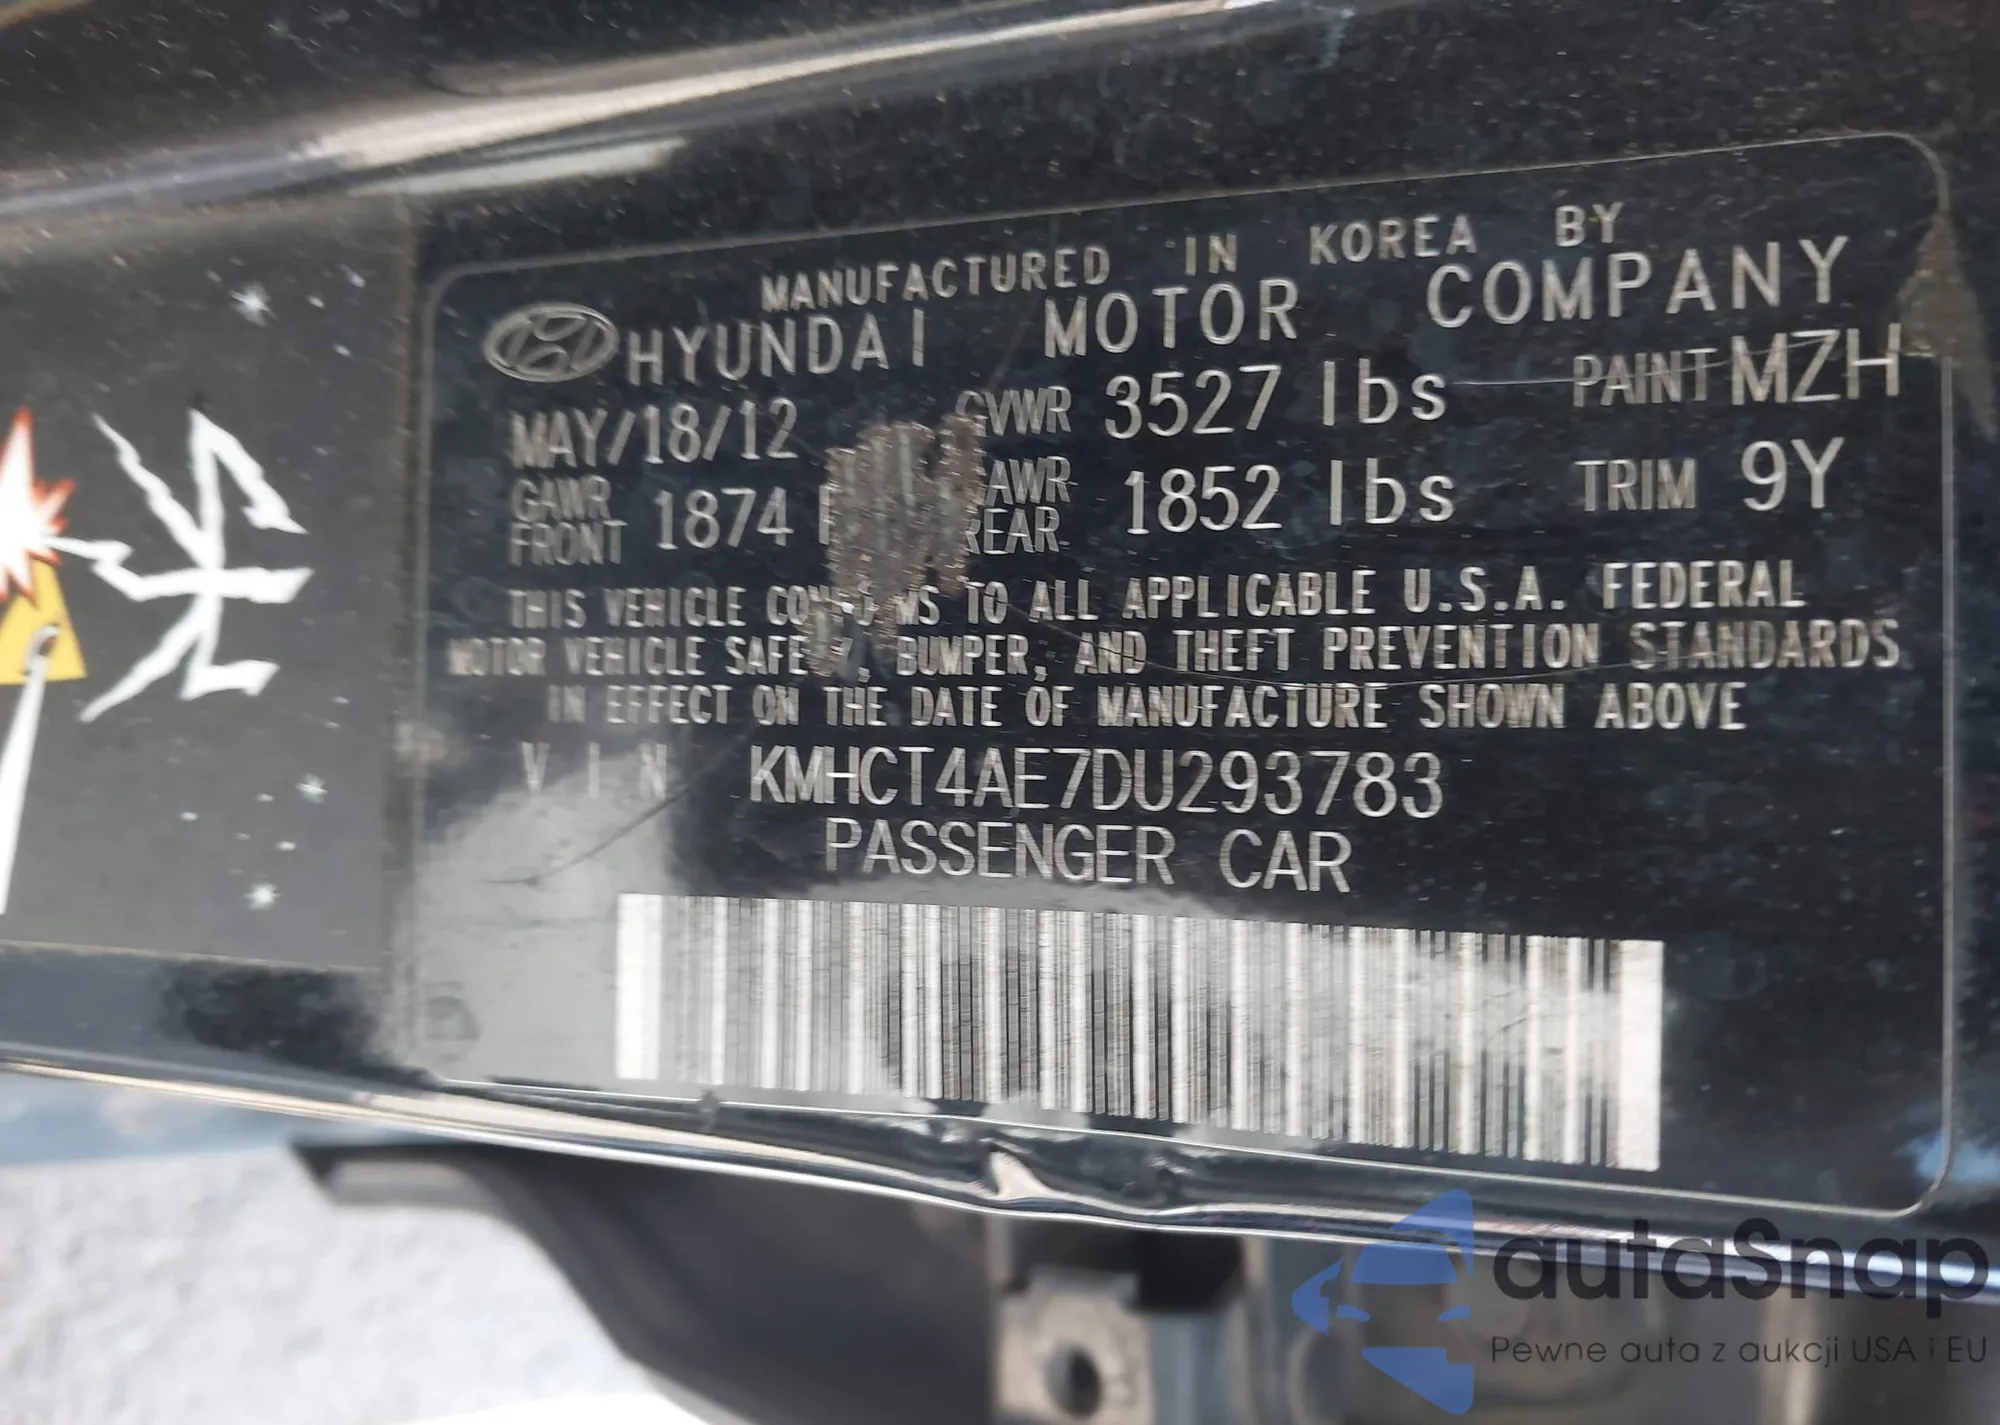 MANUFACTURED IN KOREA BY
HYUNDAI MOTOR COMPANY
MAY/18/12 GVWR 3527 lbs PAINT MZH
GAWR FRONT 1874 GAWR REAR 1852 lbs TRIM 9Y
THIS VEHICLE CONFORMS TO ALL APPLICABLE U.S.A. FEDERAL
MOTOR VEHICLE SAFETY, BUMPER, AND THEFT PREVENTION STANDARDS
IN EFFECT ON THE DATE OF MANUFACTURE SHOWN ABOVE
VIN KMHCT4AE7DU293783
PASSENGER CAR
autaSnap
Pewne auta z aukcji USA i EU